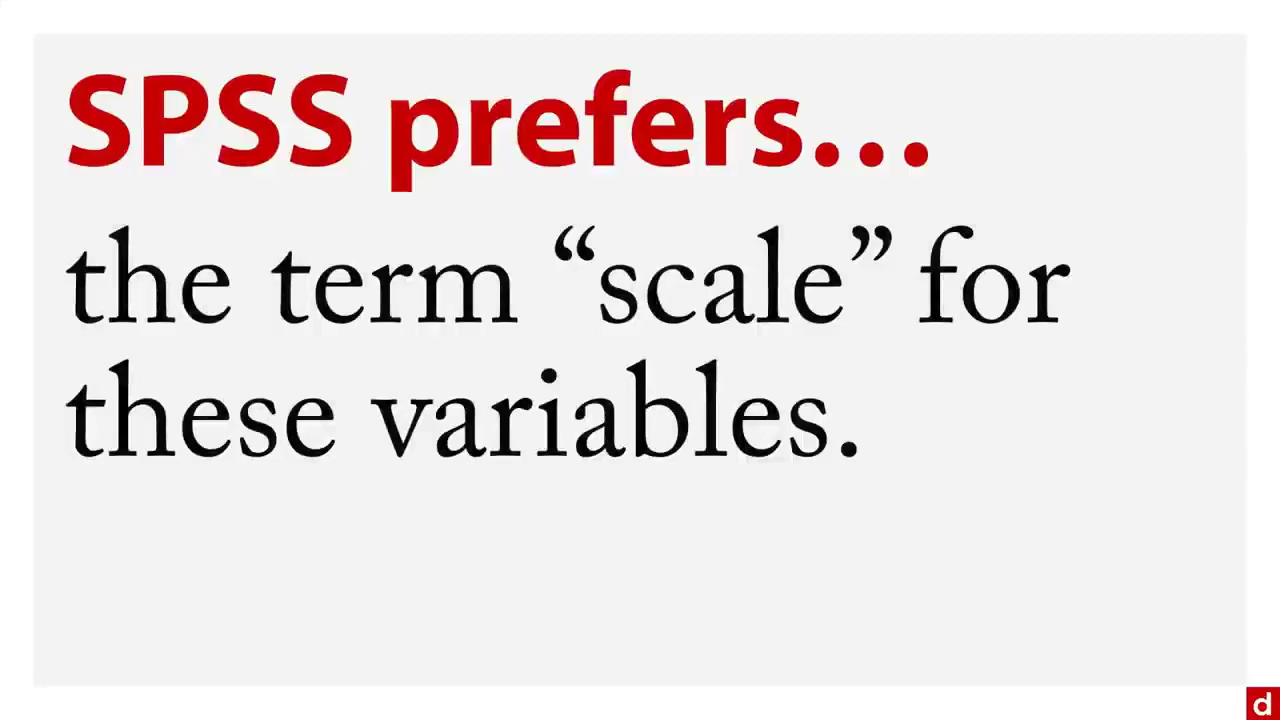 SPSS prefers…
the term “scale” for
these variables.
d